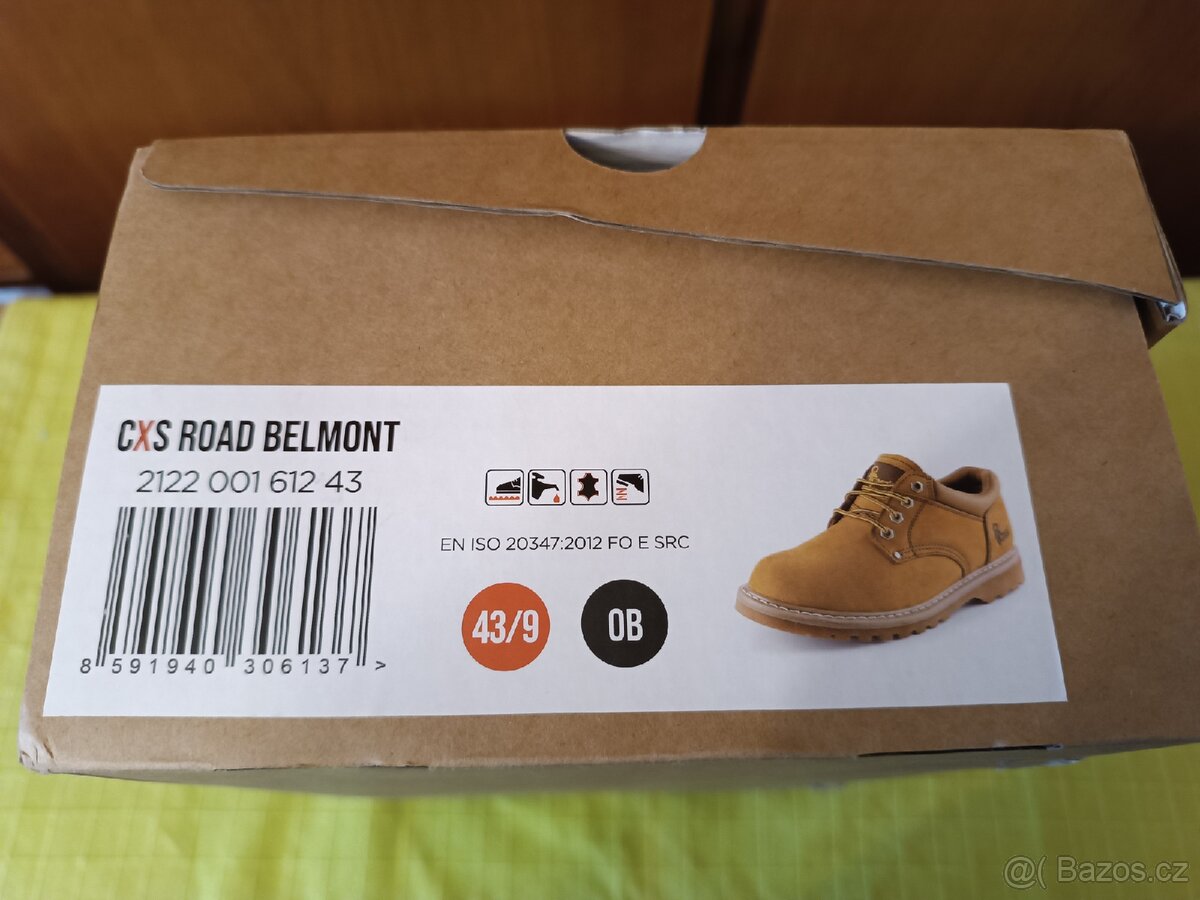 CXS ROAD BELMONT
2122 001 612 43
8 591940 306137 >
EN ISO 20347:2012 FO E SRC
43/9
OB
@( Bazos.cz